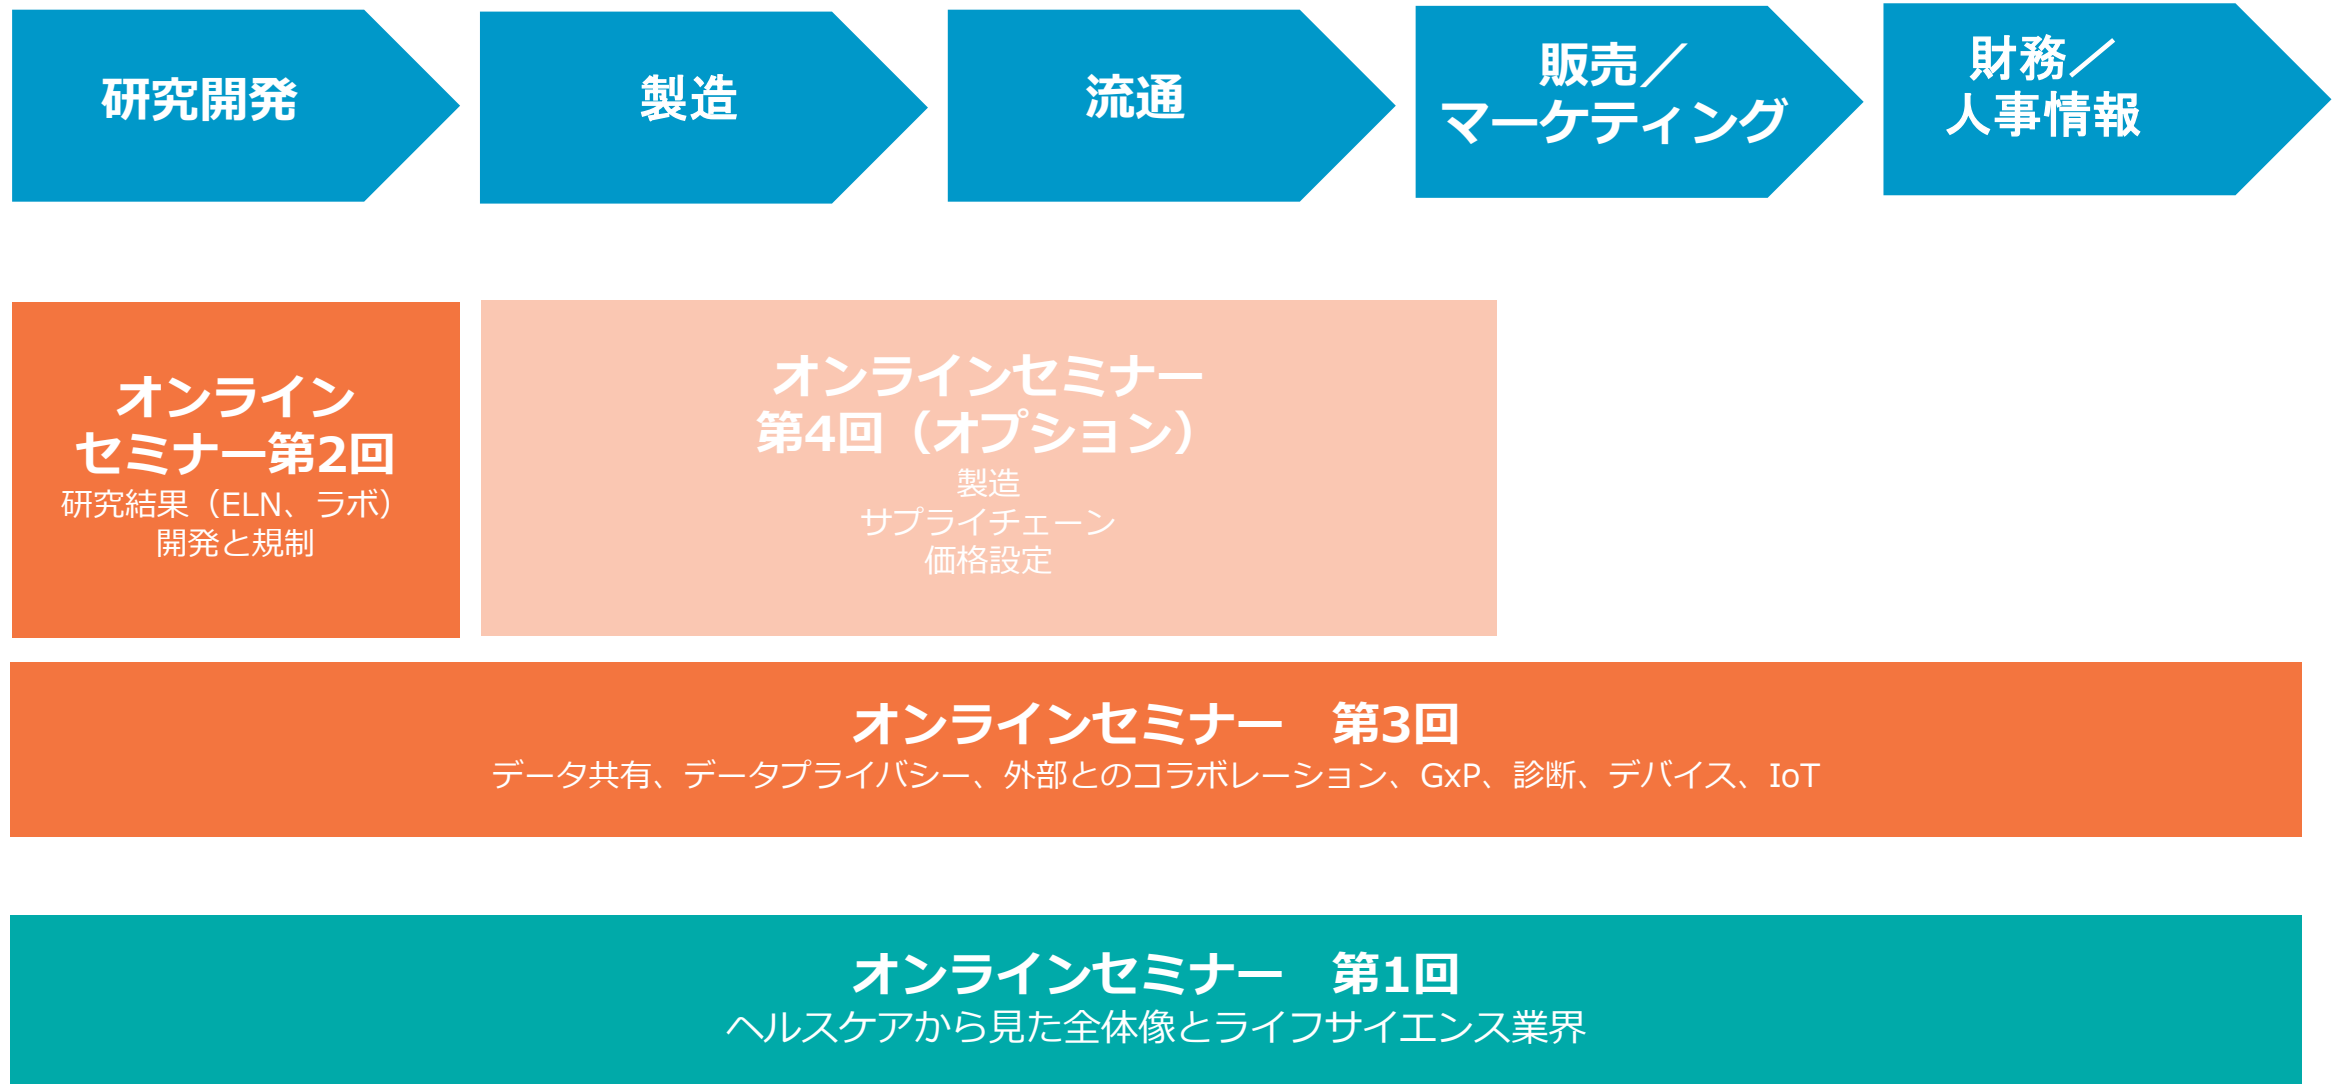 研究開発
製造
流通
販売／
マーケティング
財務／
人事情報
オンライン
セミナー第2回
研究結果（ELN、ラボ）
開発と規制
オンラインセミナー
第4回（オプション）
製造
サプライチェーン
価格設定
オンラインセミナー　第3回
データ共有、データプライバシー、外部とのコラボレーション、GxP、診断、デバイス、IoT
オンラインセミナー　第1回
ヘルスケアから見た全体像とライフサイエンス業界